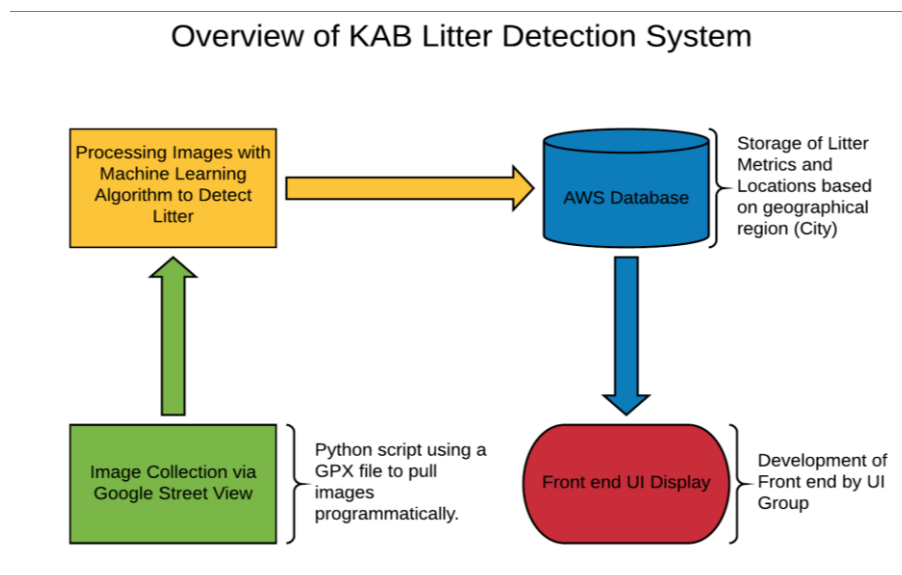 Overview of KAB Litter Detection System
Processing Images with
Machine Learning
Algorithm to Detect
Litter
AWS Database
Storage of Litter
Metrics and
Locations based
on geographical
region (City)
Image Collection via
Google Street View
Python script using a
GPX file to pull
images
programmatically.
Front end UI Display
Development of
Front end by UI
Group